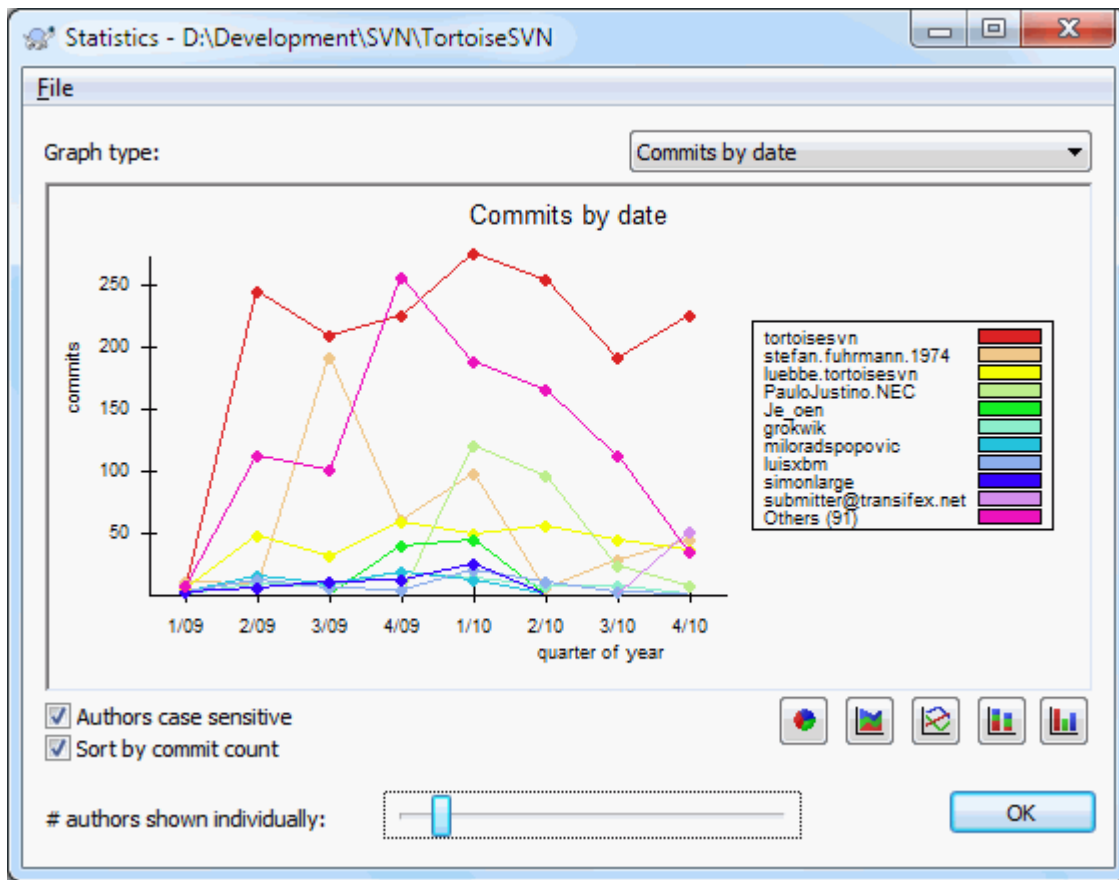 Statistics - D:\Development\SVN\TortoiseSVN
File
Graph type:
Commits by date
Commits by date
250
200
150
100
50
commits
1/09 2/09 3/09 4/09 1/10 2/10 3/10 4/10
quarter of year
tortoisesvn
stefan.fuhrmann.1974
luebbe.tortoisesvn
PauloJustino.NEC
Je_oen
grokwik
miloradspopovic
luisxbm
simonlarge
submitter@transifex.net
Others (91)
Authors case sensitive
Sort by commit count
# authors shown individually:
OK